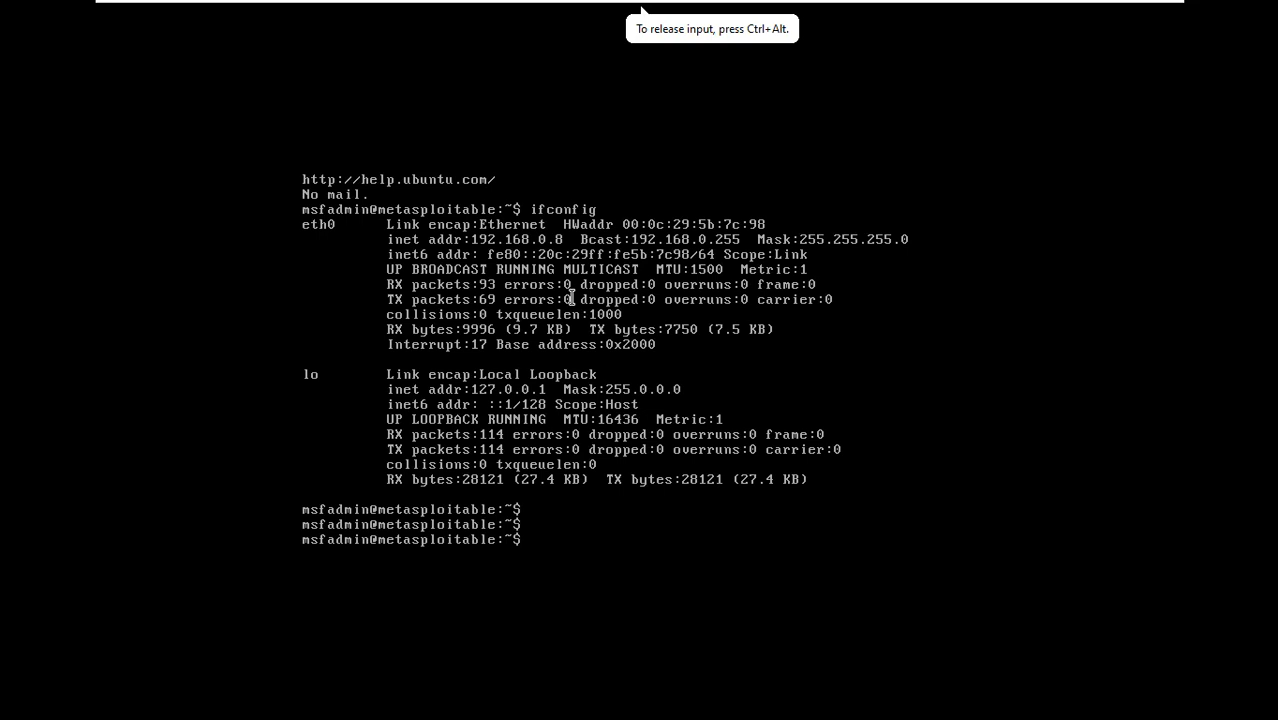 To release input, press Ctrl+Alt.
http://help.ubuntu.com/
No mail.
msfadmin@metasploitable:~$ ifconfig
eth0      Link encap:Ethernet  HWaddr 00:0c:29:5b:7c:98
          inet addr:192.168.0.8  Bcast:192.168.0.255  Mask:255.255.255.0
          inet6 addr: fe80::20c:29ff:fe5b:7c98/64 Scope:Link
          UP BROADCAST RUNNING MULTICAST  MTU:1500  Metric:1
          RX packets:93 errors:0 dropped:0 overruns:0 frame:0
          TX packets:69 errors:0 dropped:0 overruns:0 carrier:0
          collisions:0 txqueuelen:1000
          RX bytes:9996 (9.7 KB)  TX bytes:7750 (7.5 KB)
          Interrupt:17 Base address:0x2000
lo        Link encap:Local Loopback
          inet addr:127.0.0.1  Mask:255.0.0.0
          inet6 addr: ::1/128 Scope:Host
          UP LOOPBACK RUNNING  MTU:16436  Metric:1
          RX packets:114 errors:0 dropped:0 overruns:0 frame:0
          TX packets:114 errors:0 dropped:0 overruns:0 carrier:0
          collisions:0 txqueuelen:0
          RX bytes:28121 (27.4 KB)  TX bytes:28121 (27.4 KB)
msfadmin@metasploitable:~$
msfadmin@metasploitable:~$
msfadmin@metasploitable:~$